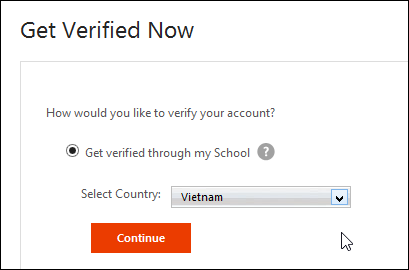 Get Verified Now
How would you like to verify your account?
Get verified through my School ?
Select Country: Vietnam
Continue